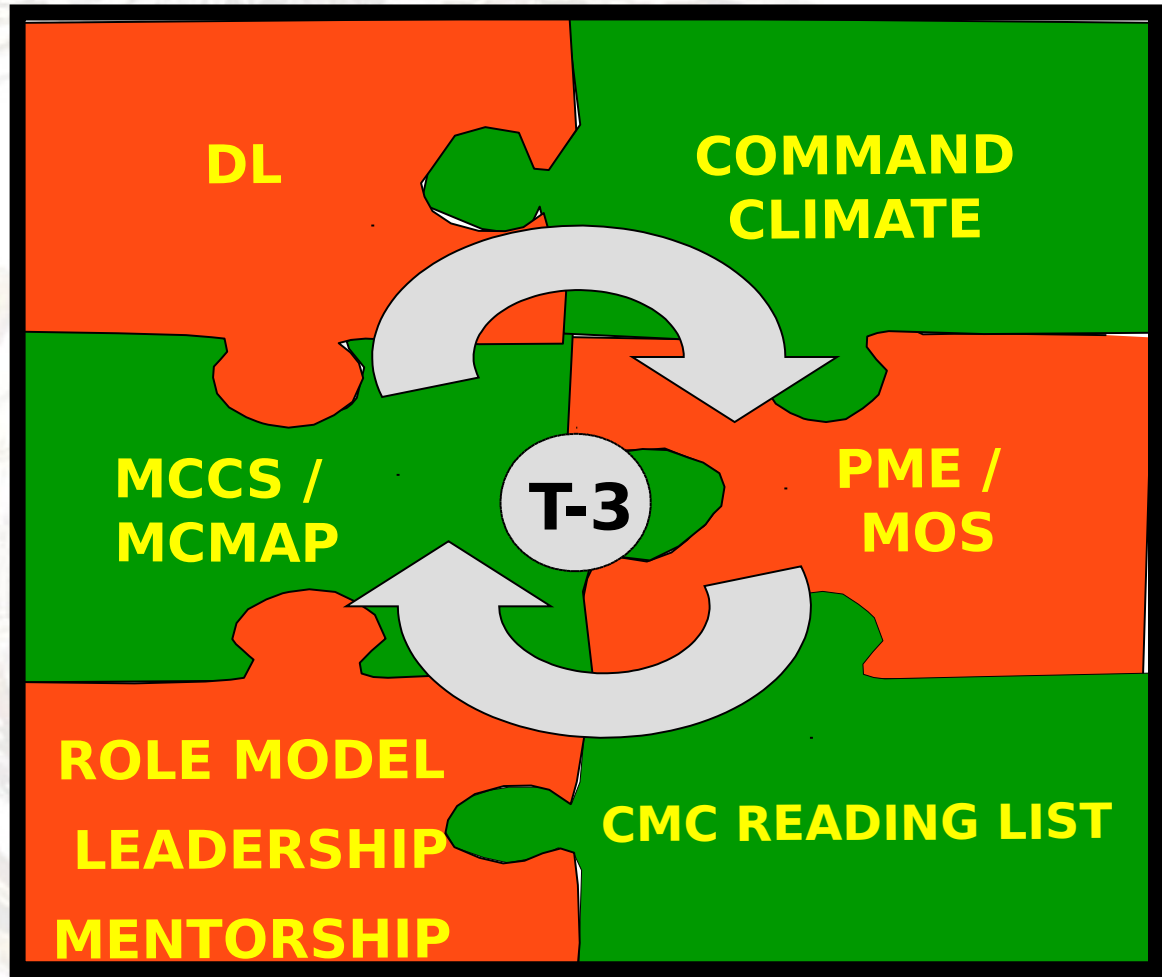 DL
COMMAND
CLIMATE
MCCS /
MCMAP
T-3
PME /
MOS
ROLE MODEL
LEADERSHIP
MENTORSHIP
CMC READING LIST